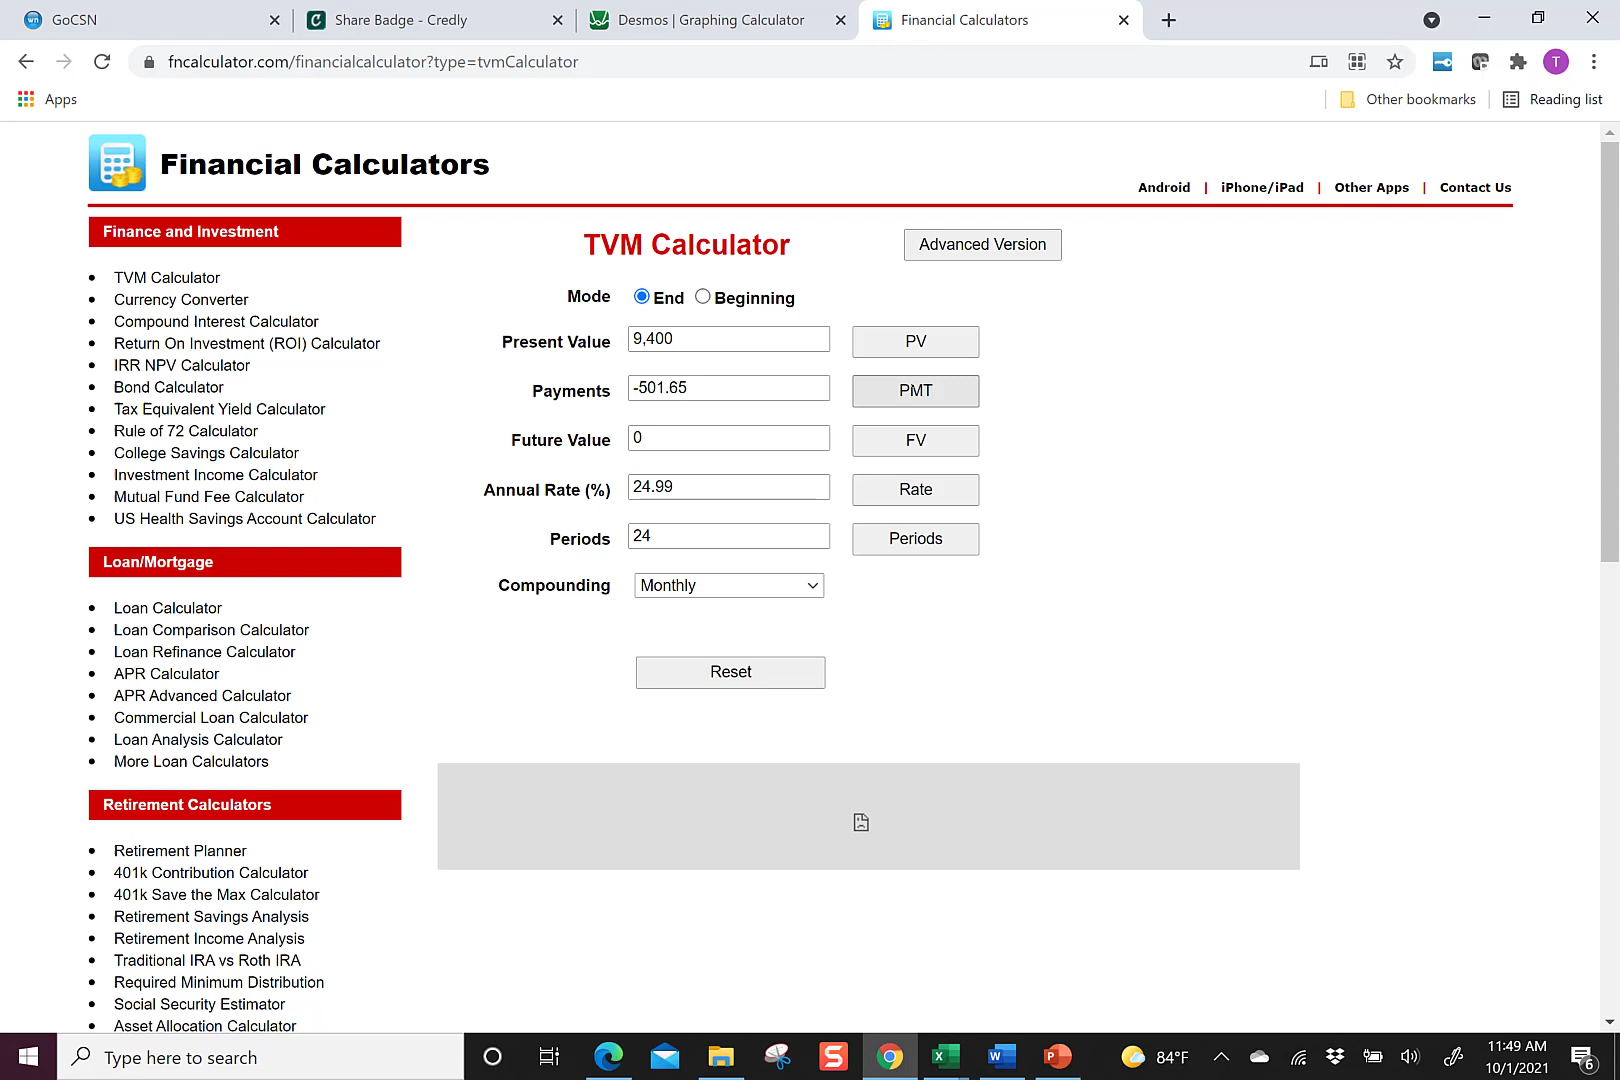 GoCSN
Share Badge - Credly
Desmos | Graphing Calculator
Financial Calculators
fncalculator.com/financialcalculator?type=tvmCalculator
T
Apps
Other bookmarks
Reading list
Financial Calculators
Android | iPhone/iPad | Other Apps | Contact Us
Finance and Investment
TVM Calculator
Currency Converter
Compound Interest Calculator
Return On Investment (ROI) Calculator
IRR NPV Calculator
Bond Calculator
Tax Equivalent Yield Calculator
Rule of 72 Calculator
College Savings Calculator
Investment Income Calculator
Mutual Fund Fee Calculator
US Health Savings Account Calculator
Loan/Mortgage
Loan Calculator
Loan Comparison Calculator
Loan Refinance Calculator
APR Calculator
APR Advanced Calculator
Commercial Loan Calculator
Loan Analysis Calculator
More Loan Calculators
Retirement Calculators
Retirement Planner
401k Contribution Calculator
401k Save the Max Calculator
Retirement Savings Analysis
Retirement Income Analysis
Traditional IRA vs Roth IRA
Required Minimum Distribution
Social Security Estimator
Asset Allocation Calculator
TVM Calculator
Advanced Version
Mode End Beginning
Present Value 9,400 PV
Payments -501.65 PMT
Future Value 0 FV
Annual Rate (%) 24.99 Rate
Periods 24 Periods
Compounding Monthly
Reset
Type here to search
84°F
11:49 AM
10/1/2021
6